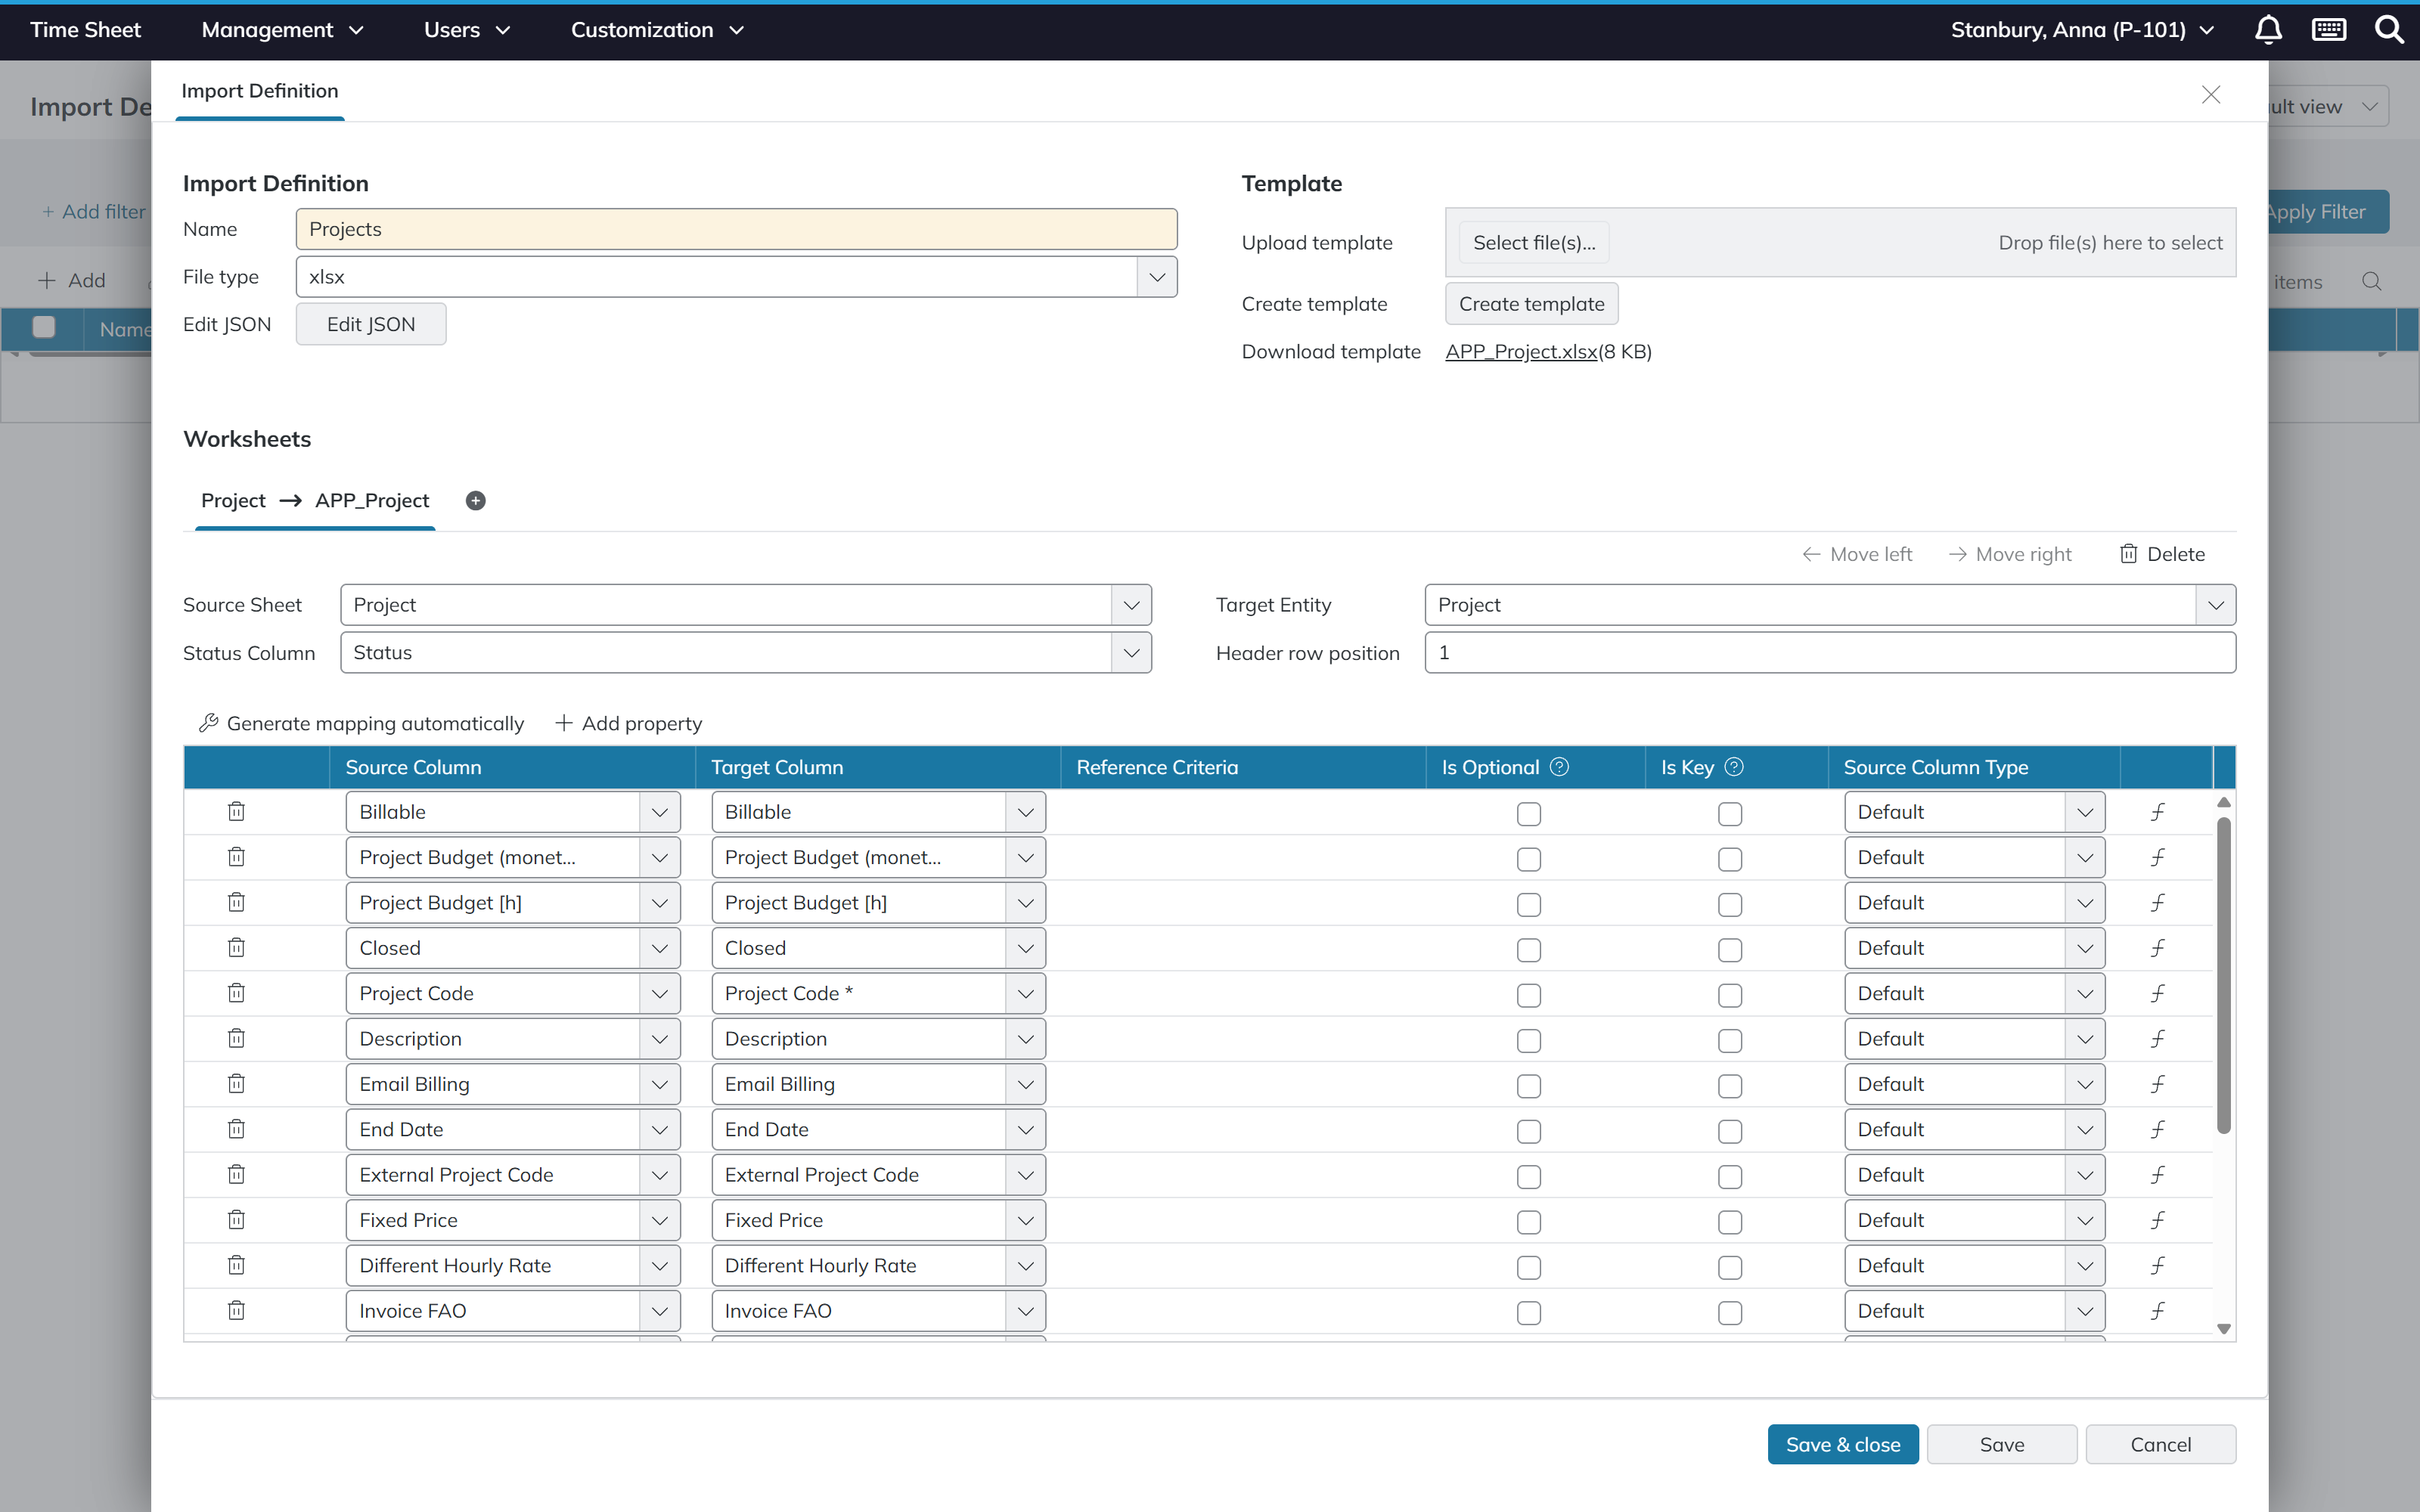 Time Sheet Management Users Customization Stanbury, Anna (P-101)
Import De
Import Definition
ult view
Import Definition
Template
+ Add filter
Apply Filter
Name Projects
Upload template Select file(s)... Drop file(s) here to select
File type xlsx
+ Add
items
Create template Create template
Edit JSON Edit JSON
Name
Download template APP_Project.xlsx(8 KB)
Worksheets
Project → APP_Project
← Move left → Move right Delete
Source Sheet Project Target Entity Project
Status Column Status Header row position 1
Generate mapping automatically + Add property
Source Column Target Column Reference Criteria Is Optional ? Is Key ? Source Column Type
Billable Billable Default f
Project Budget (monet... Project Budget (monet... Default f
Project Budget [h] Project Budget [h] Default f
Closed Closed Default f
Project Code Project Code * Default f
Description Description Default f
Email Billing Email Billing Default f
End Date End Date Default f
External Project Code External Project Code Default f
Fixed Price Fixed Price Default f
Different Hourly Rate Different Hourly Rate Default f
Invoice FAO Invoice FAO Default f
Save & close Save Cancel